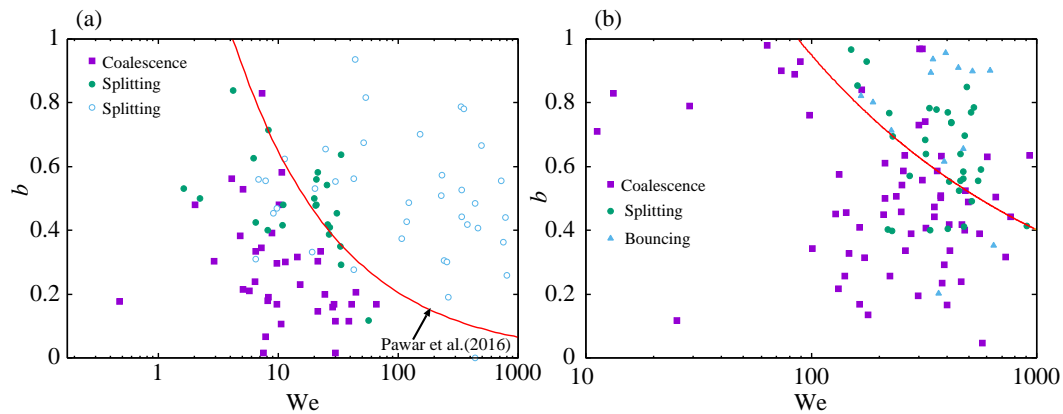 (a)
1
0.8
0.6
0.4
0.2
0
b
Coalescence
Splitting
Splitting
Pawar et al.(2016)
1 10 100 1000
We
(b)
1
0.8
0.6
0.4
0.2
0
b
Coalescence
Splitting
Bouncing
10 100 1000
We